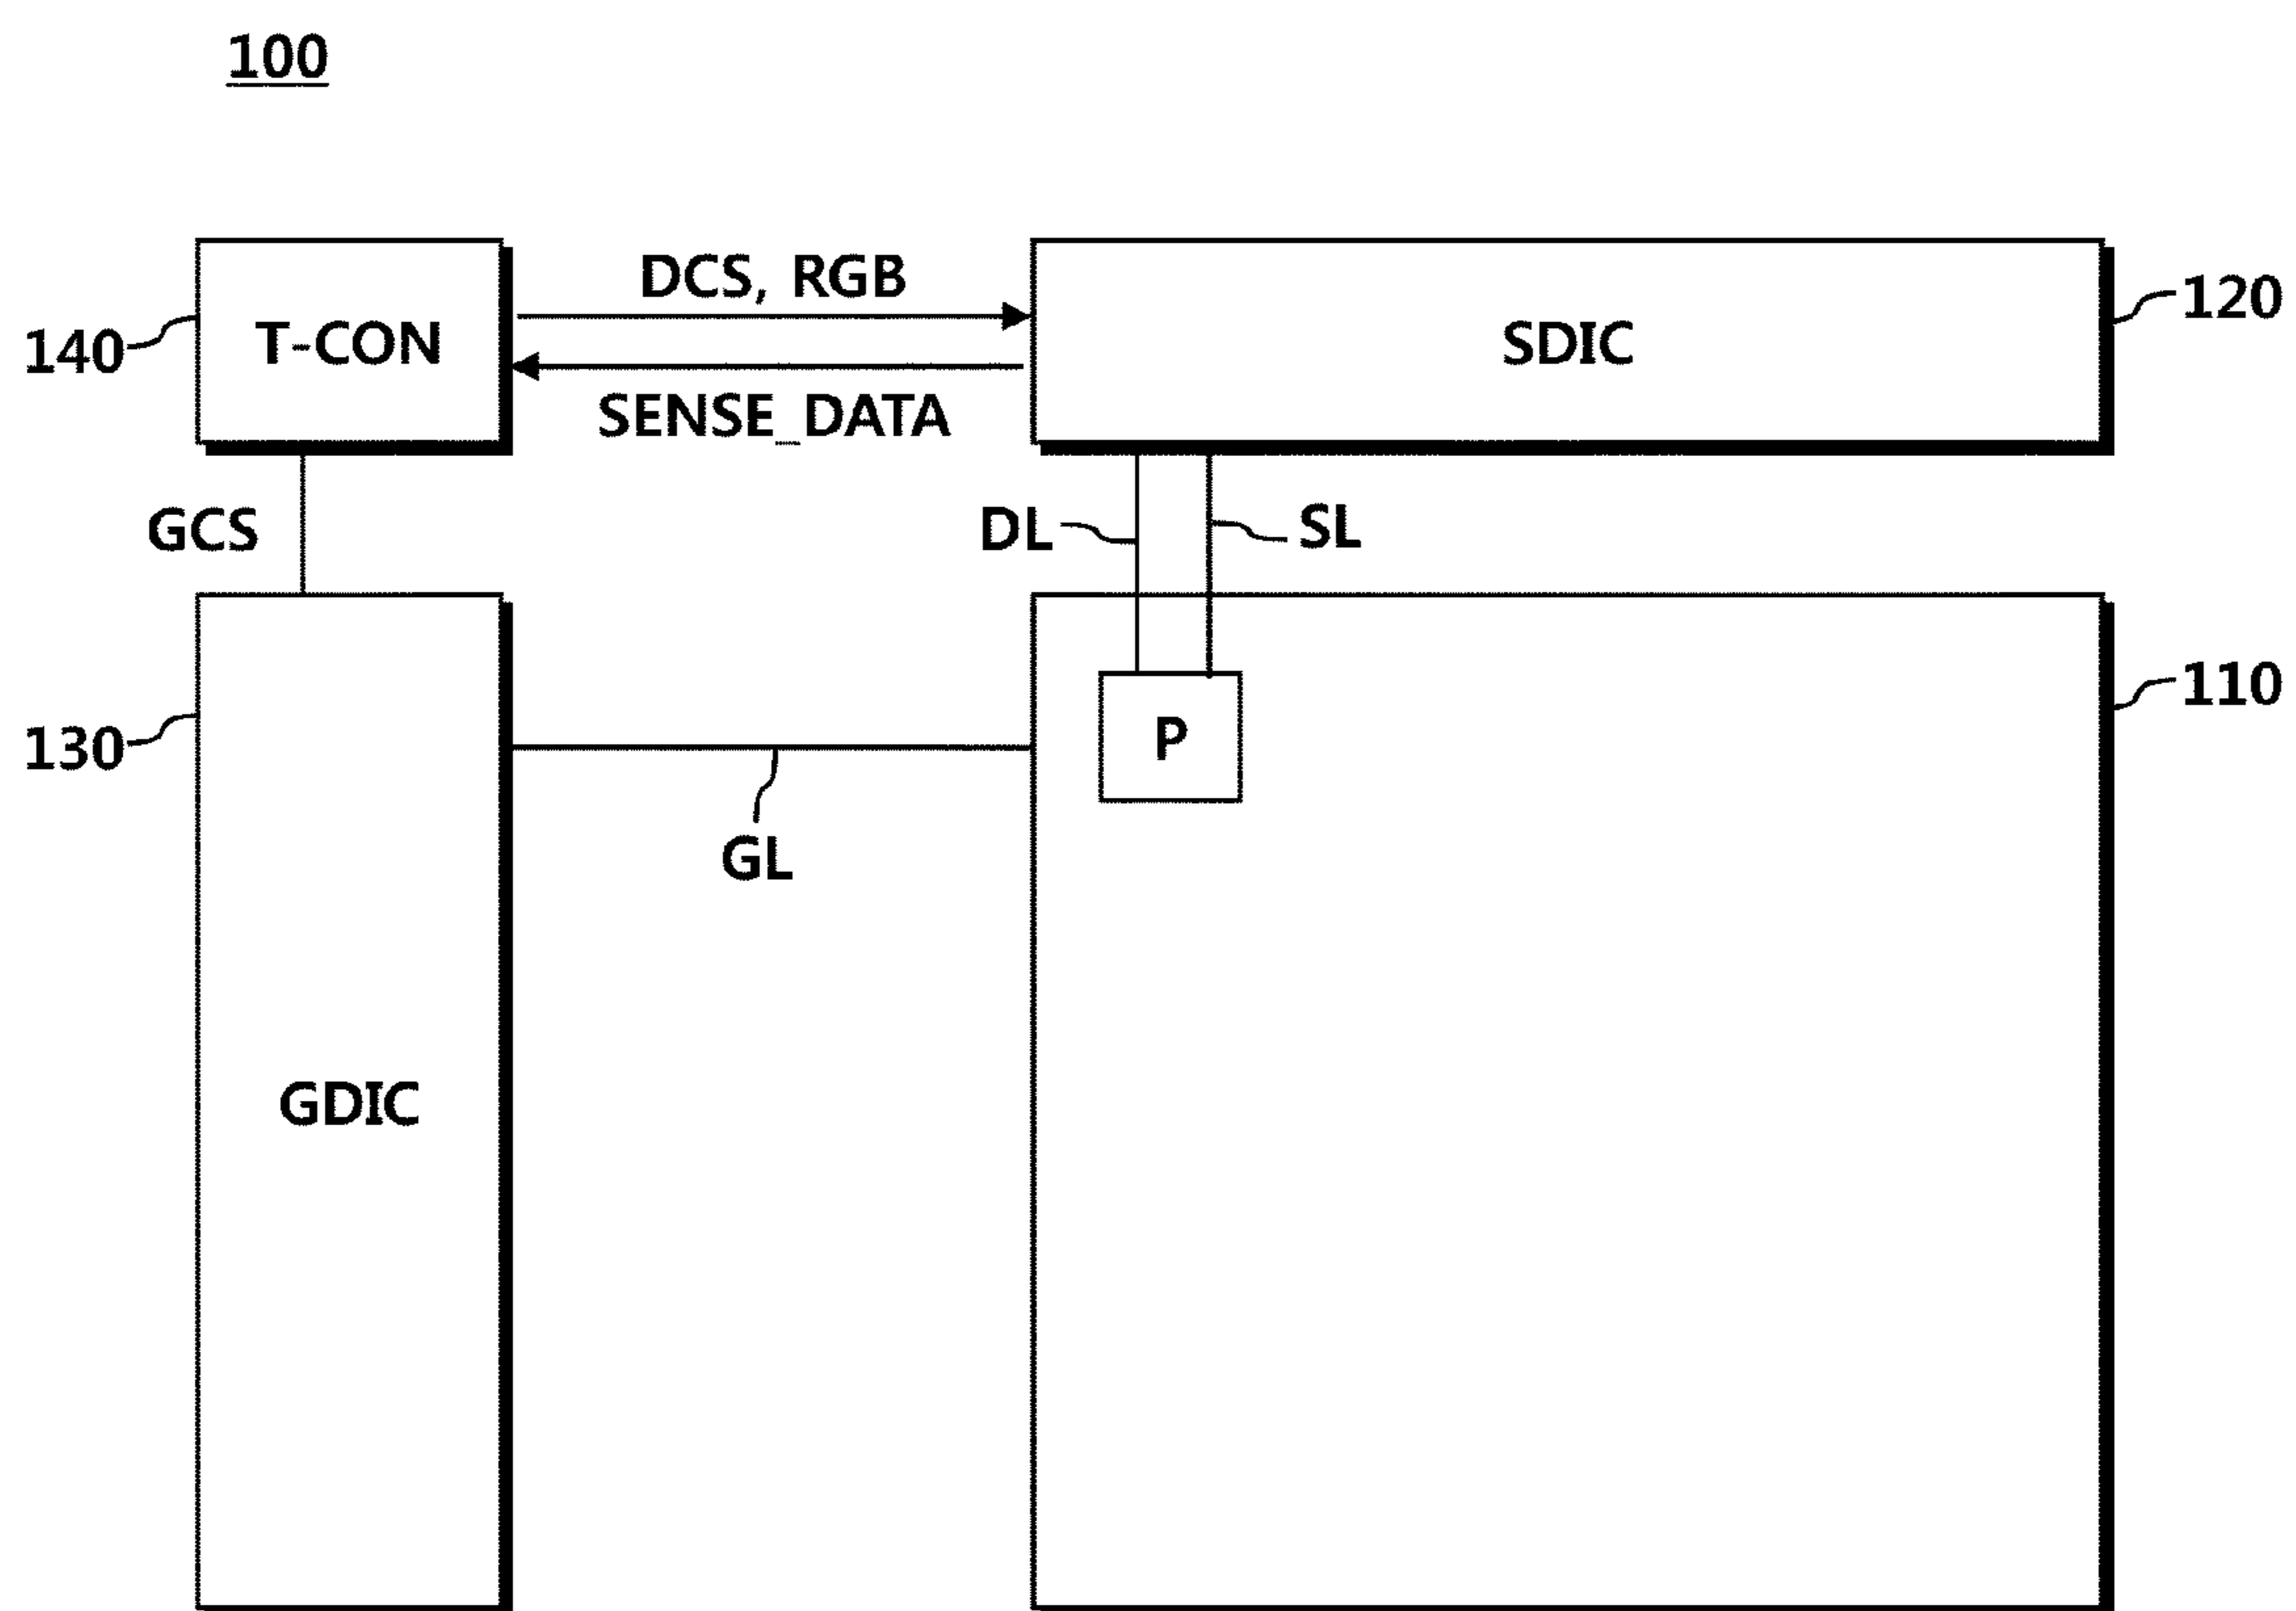 100
DCS, RGB
140
T-CON
SDIC
120
SENSE_DATA
GCS
DL
SL
110
130
P
GL
GDIC